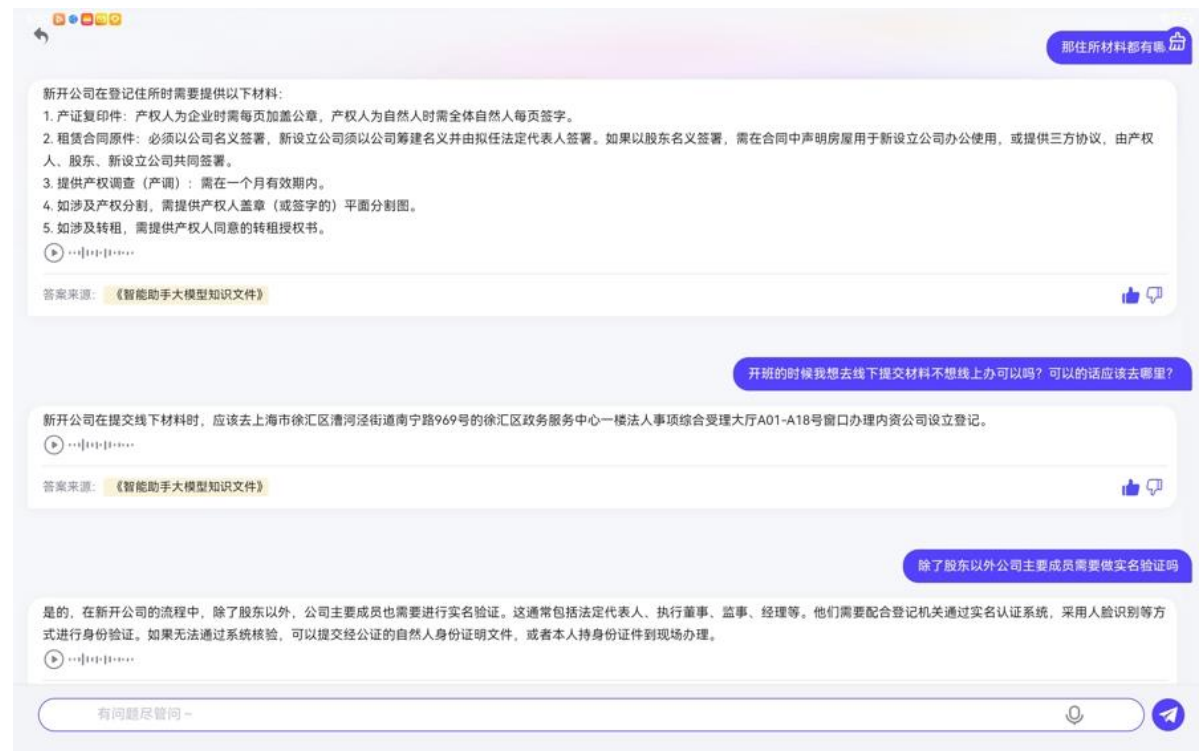 那住所材料都有哪
新开公司在登记住所时需要提供以下材料:
1. 产证复印件: 产权人为企业时需每页加盖公章, 产权人为自然人时需全体自然人每页签字。
2. 租赁合同原件: 必须以公司名义签署, 新设立公司须以公司筹建名义并由拟任法定代表人签署。如果以股东名义签署, 需在合同中声明房屋用于新设立公司办公使用, 或提供三方协议, 由产权
人、股东、新设立公司共同签署。
3. 提供产权调查（产调）: 需在一个月有效期内。
4. 如涉及产权分割, 需提供产权人盖章（或签字的）平面分割图。
5. 如涉及转租, 需提供产权人同意的转租授权书。
答案来源: 《智能助手大模型知识文件》
开班的时候我想去线下提交材料不想线上办可以吗? 可以的话应该去哪里?
新开公司在提交线下材料时, 应该去上海市徐汇区漕河泾街道南宁路969号的徐汇区政务服务中心一楼法人事项综合受理大厅A01-A18号窗口办理内资公司设立登记。
答案来源: 《智能助手大模型知识文件》
除了股东以外公司主要成员需要做实名验证吗
是的, 在新开公司的流程中, 除了股东以外, 公司主要成员也需要进行实名验证。这通常包括法定代表人、执行董事、监事、经理等。他们需要配合登记机关通过实名认证系统, 采用人脸识别等方
式进行身份验证。如果无法通过系统核验, 可以提交经公证的自然人身份证明文件, 或者本人持身份证件到现场办理。
有问题尽管问~